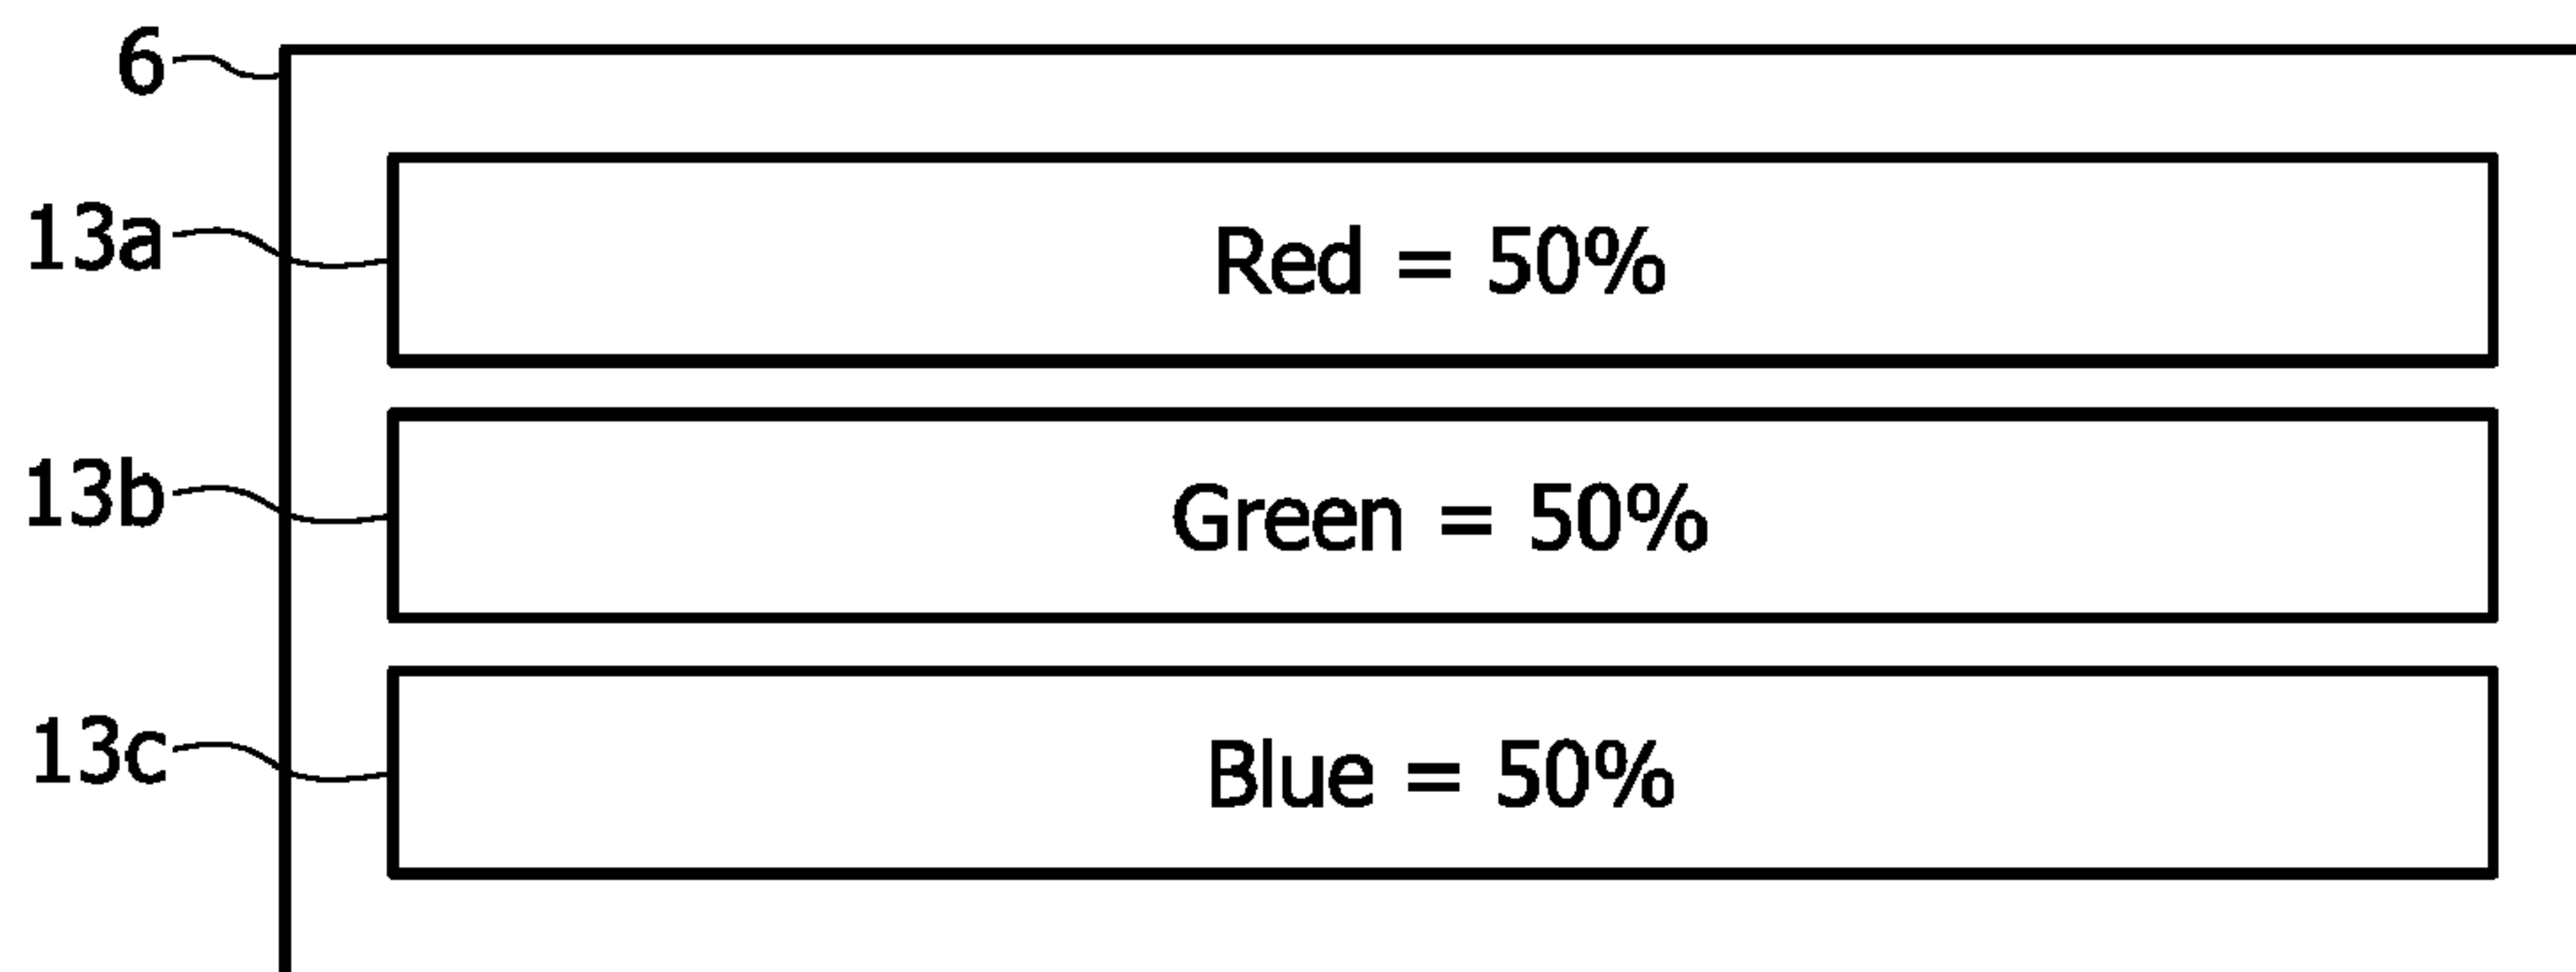 6
13a
Red = 50%
13b
Green = 50%
13c
Blue = 50%